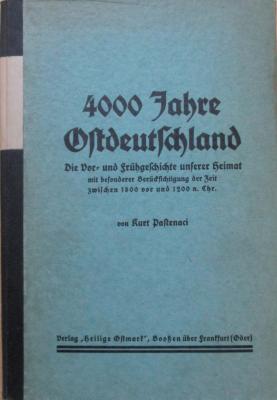 4000 Jahre
Ostdeutschland
Die Vor- und Frühgeschichte unserer Heimat
mit besonderer Berücksichtigung der Zeit
zwischen 1800 vor und 1200 n. Chr.
von Kurt Pastenaci
Verlag „Heilige Ostmark“, Booßen über Frankfurt (Oder)